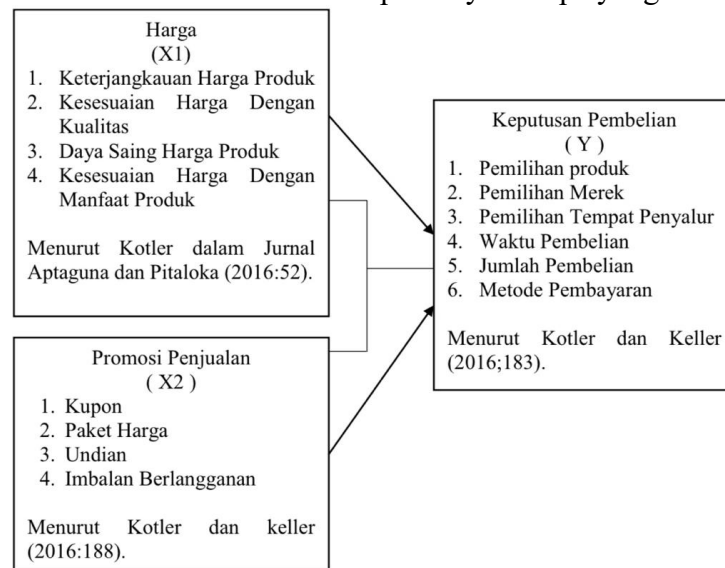 Harga
(X1)
1. Keterjangkauan Harga Produk
2. Kesesuaian Harga Dengan
Kualitas
3. Daya Saing Harga Produk
4. Kesesuaian Harga Dengan
Manfaat Produk
Menurut Kotler dalam Jurnal
Aptaguna dan Pitaloka (2016:52).
Promosi Penjualan
( X2 )
1. Kupon
2. Paket Harga
3. Undian
4. Imbalan Berlangganan
Menurut Kotler dan keller
(2016:188).
Keputusan Pembelian
( Y )
1. Pemilihan produk
2. Pemilihan Merek
3. Pemilihan Tempat Penyalur
4. Waktu Pembelian
5. Jumlah Pembelian
6. Metode Pembayaran
Menurut Kotler dan Keller
(2016;183).